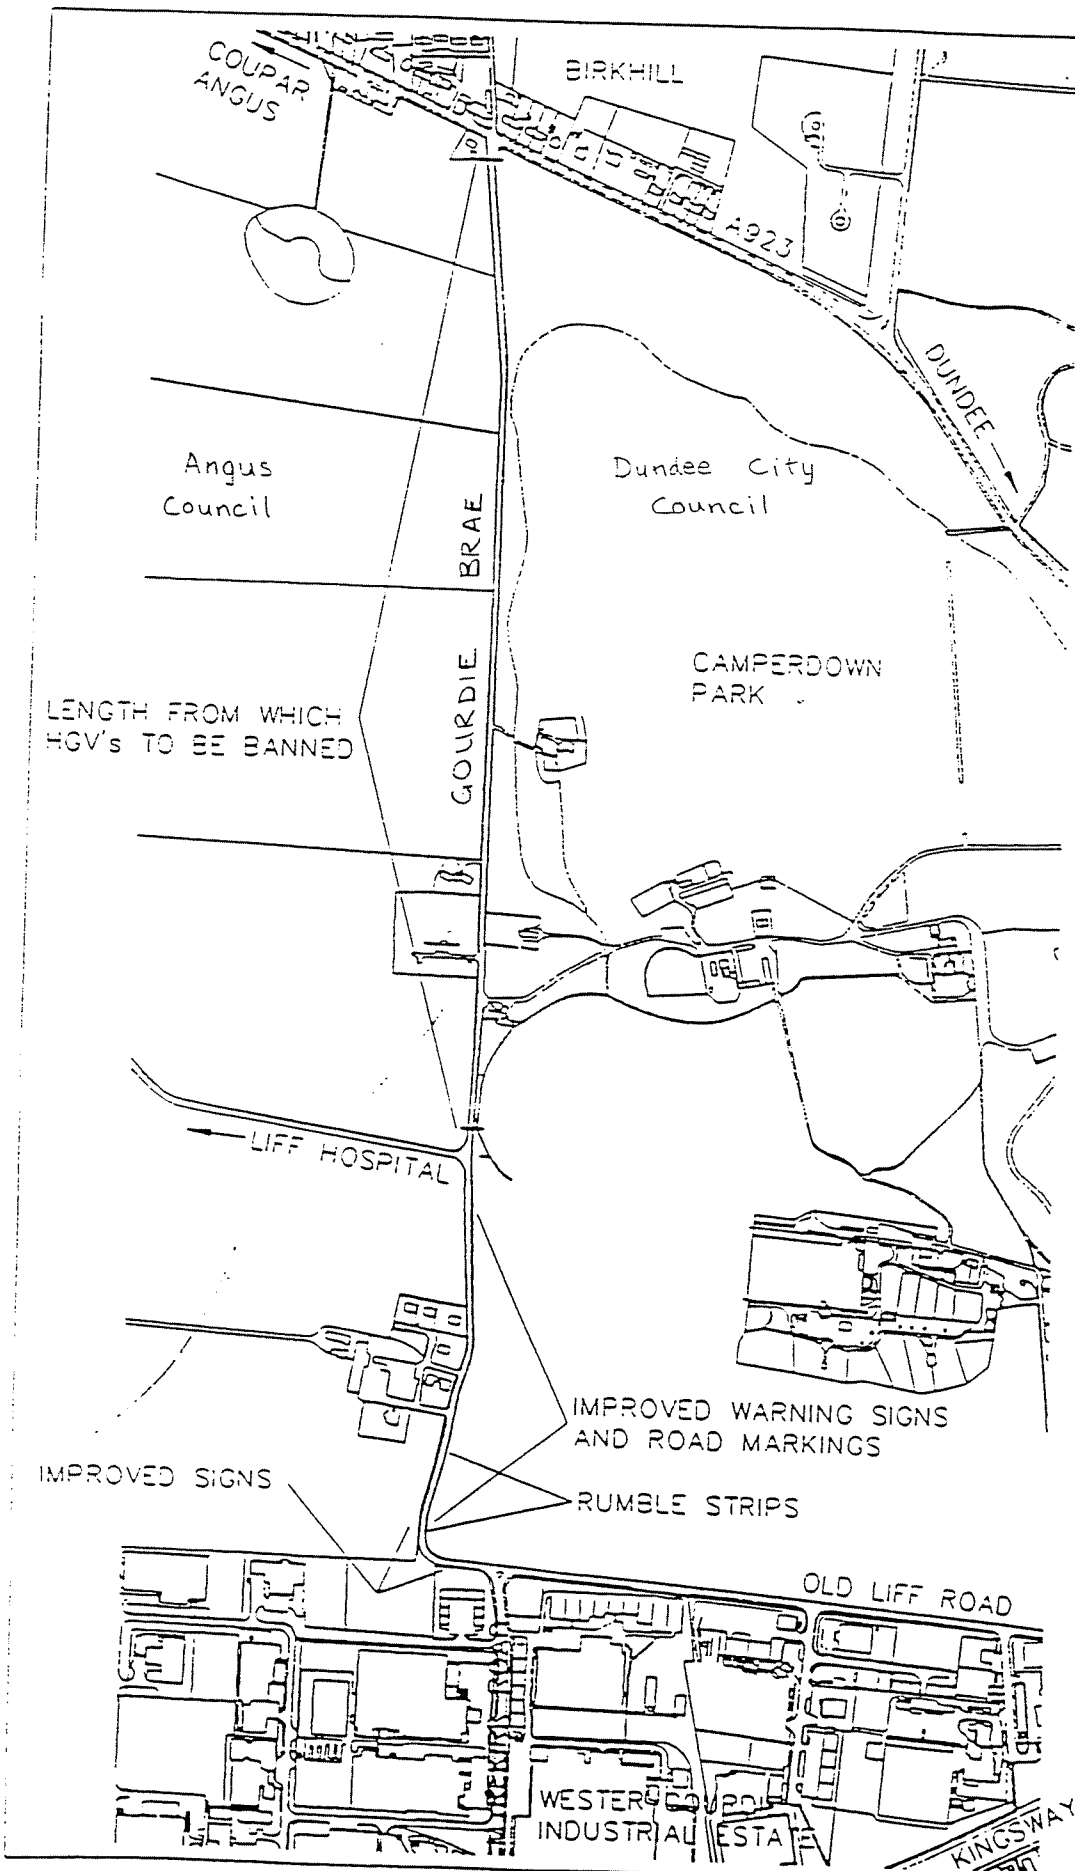 COUPAR
ANGUS
BIRKHILL
A923
DUNDEE
Angus
Council
Dundee City
Council
GOURDIE BRAE
CAMPERDOWN
PARK
LENGTH FROM WHICH
HGV's TO BE BANNED
LIFF HOSPITAL
IMPROVED WARNING SIGNS
AND ROAD MARKINGS
IMPROVED SIGNS
RUMBLE STRIPS
OLD LIFF ROAD
WESTER
INDUSTRIAL ESTA
KINGSWAY